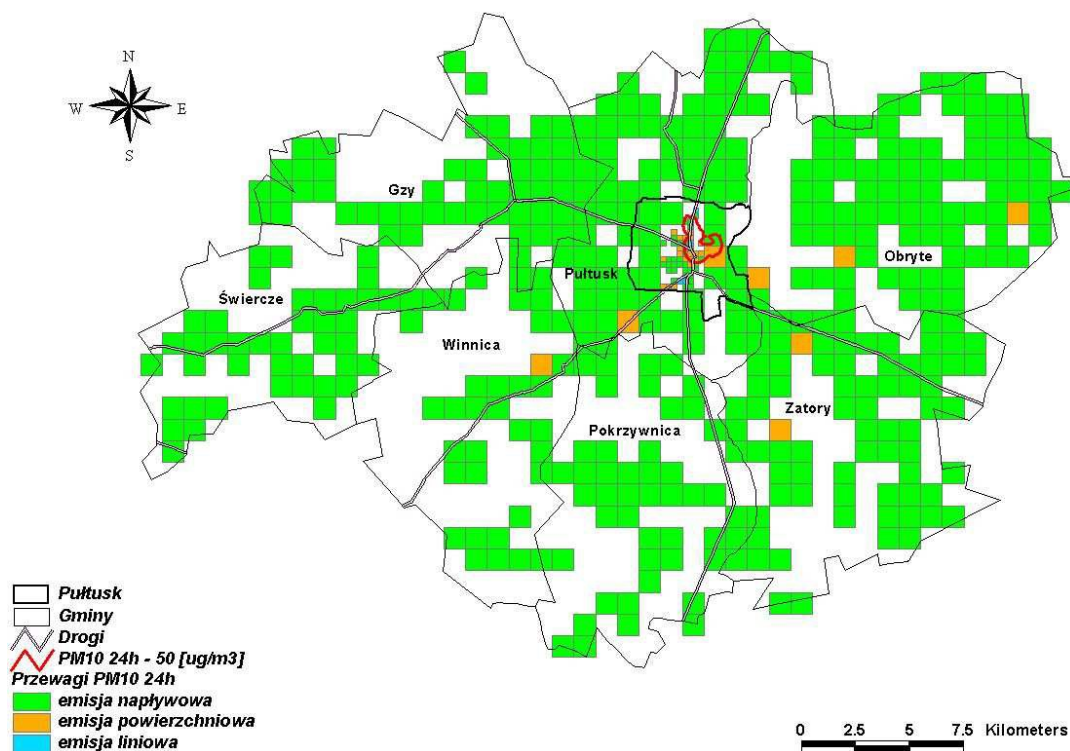 N
W E
S
Gzy
Obryte
Pułtusk
Świercze
Winnica
Zatory
Pokrzywnica
Pułtusk
Gminy
Drogi
PM10 24h - 50 [ug/m3]
Przewagi PM10 24h
emisja napływowa
emisja powierzchniowa
emisja liniowa
0 2.5 5 7.5 Kilometers